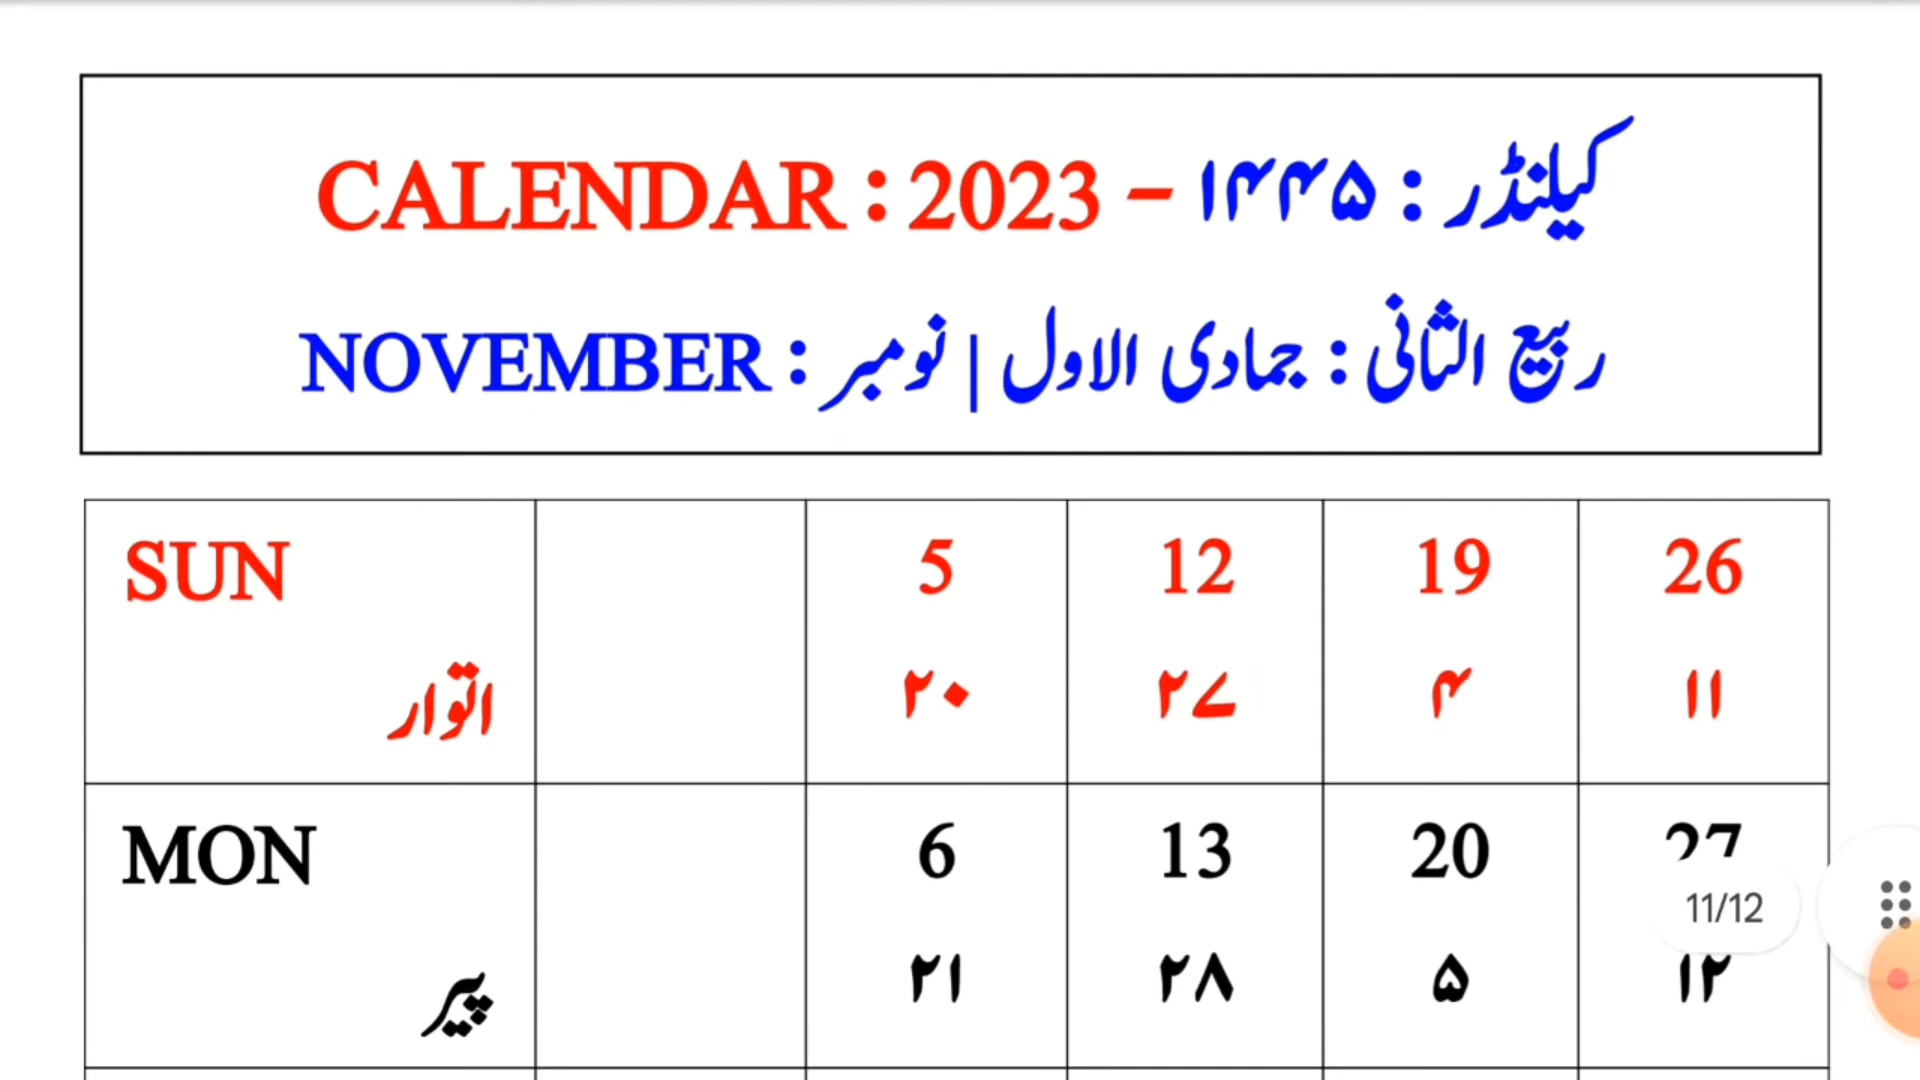 CALENDAR : 2023 – کیلنڈر : ۱۴۴۵
ربیع الثانی : جمادی الاول | نومبر : NOVEMBER
SUN 5 12 19 26
اتوار ۲۰ ۲۷ ۴ ۱۱
MON 6 13 20 27
11/12
پیر ۲۱ ۲۸ ۵ ۱۲